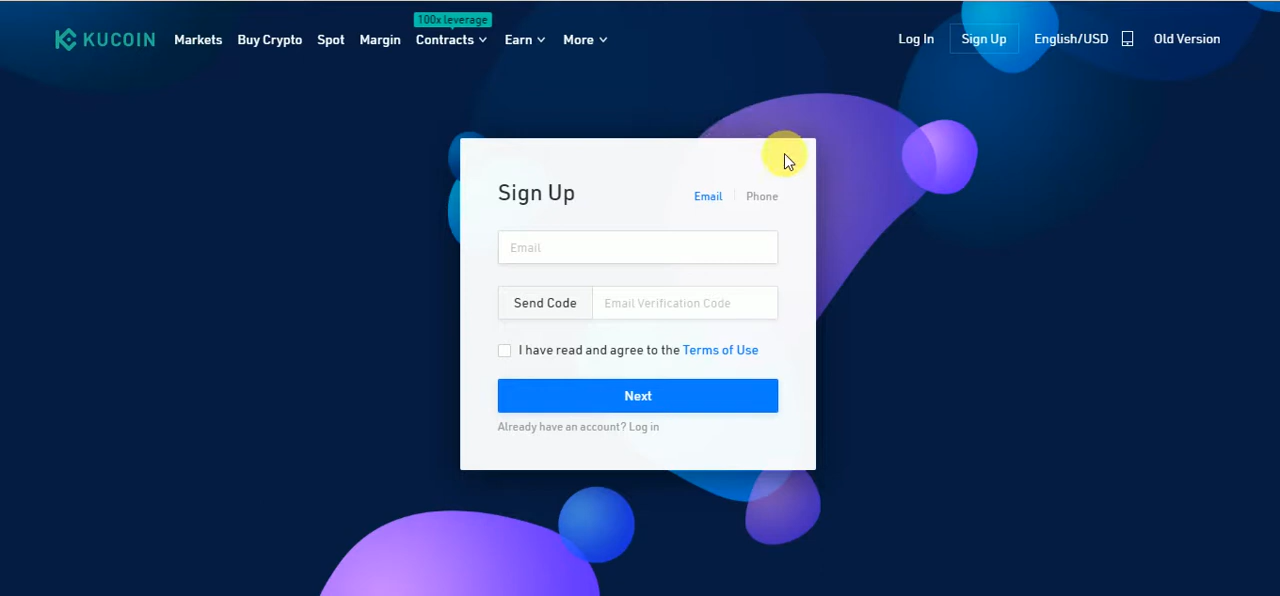 100x leverage
KUCOIN Markets Buy Crypto Spot Margin Contracts Earn More Log In Sign Up English/USD Old Version
Sign Up Email Phone
Email
Send Code Email Verification Code
I have read and agree to the Terms of Use
Next
Already have an account? Log in